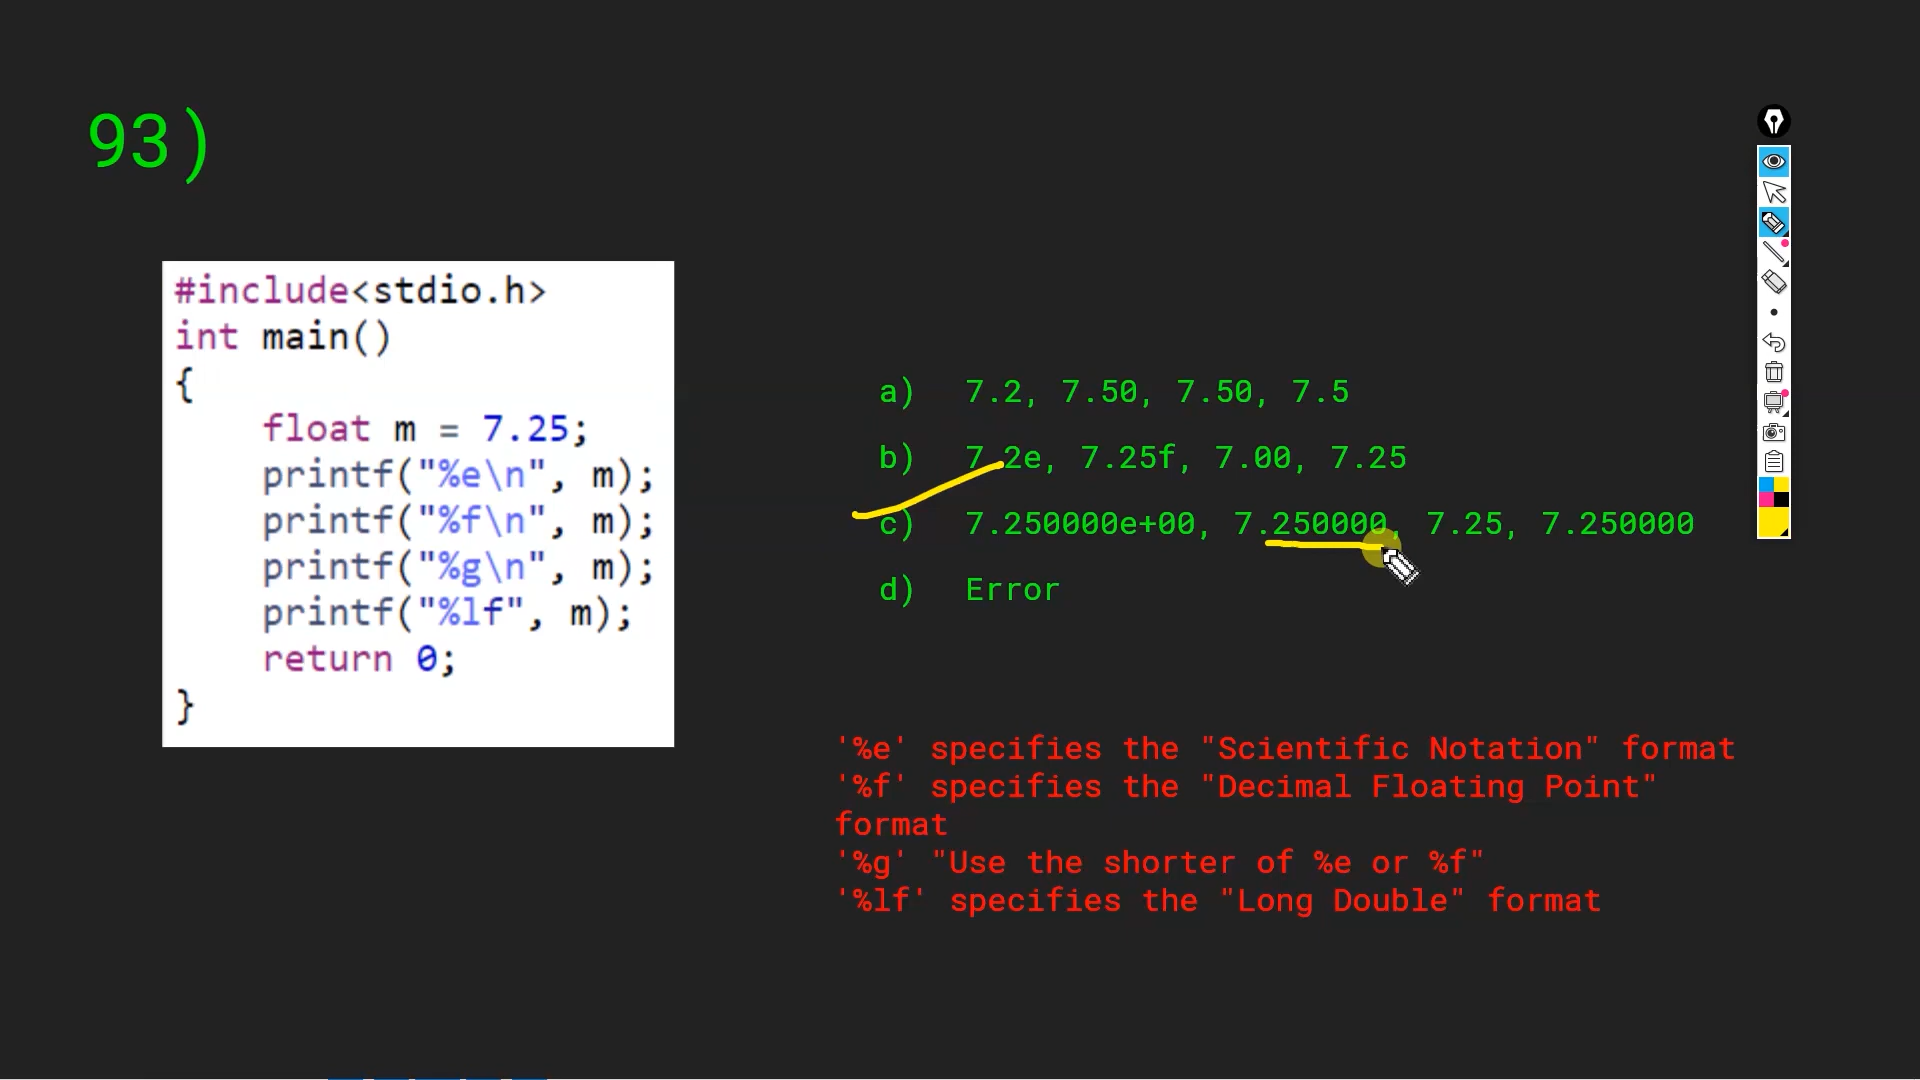 93)
#include<stdio.h>
int main()
{
float m = 7.25;
printf("%e\n", m);
printf("%f\n", m);
printf("%g\n", m);
printf("%lf", m);
return 0;
}
a) 7.2, 7.50, 7.50, 7.5
b) 7.2e, 7.25f, 7.00, 7.25
c) 7.250000e+00, 7.250000, 7.25, 7.250000
d) Error
'%e' specifies the "Scientific Notation" format
'%f' specifies the "Decimal Floating Point"
format
'%g' "Use the shorter of %e or %f"
'%lf' specifies the "Long Double" format